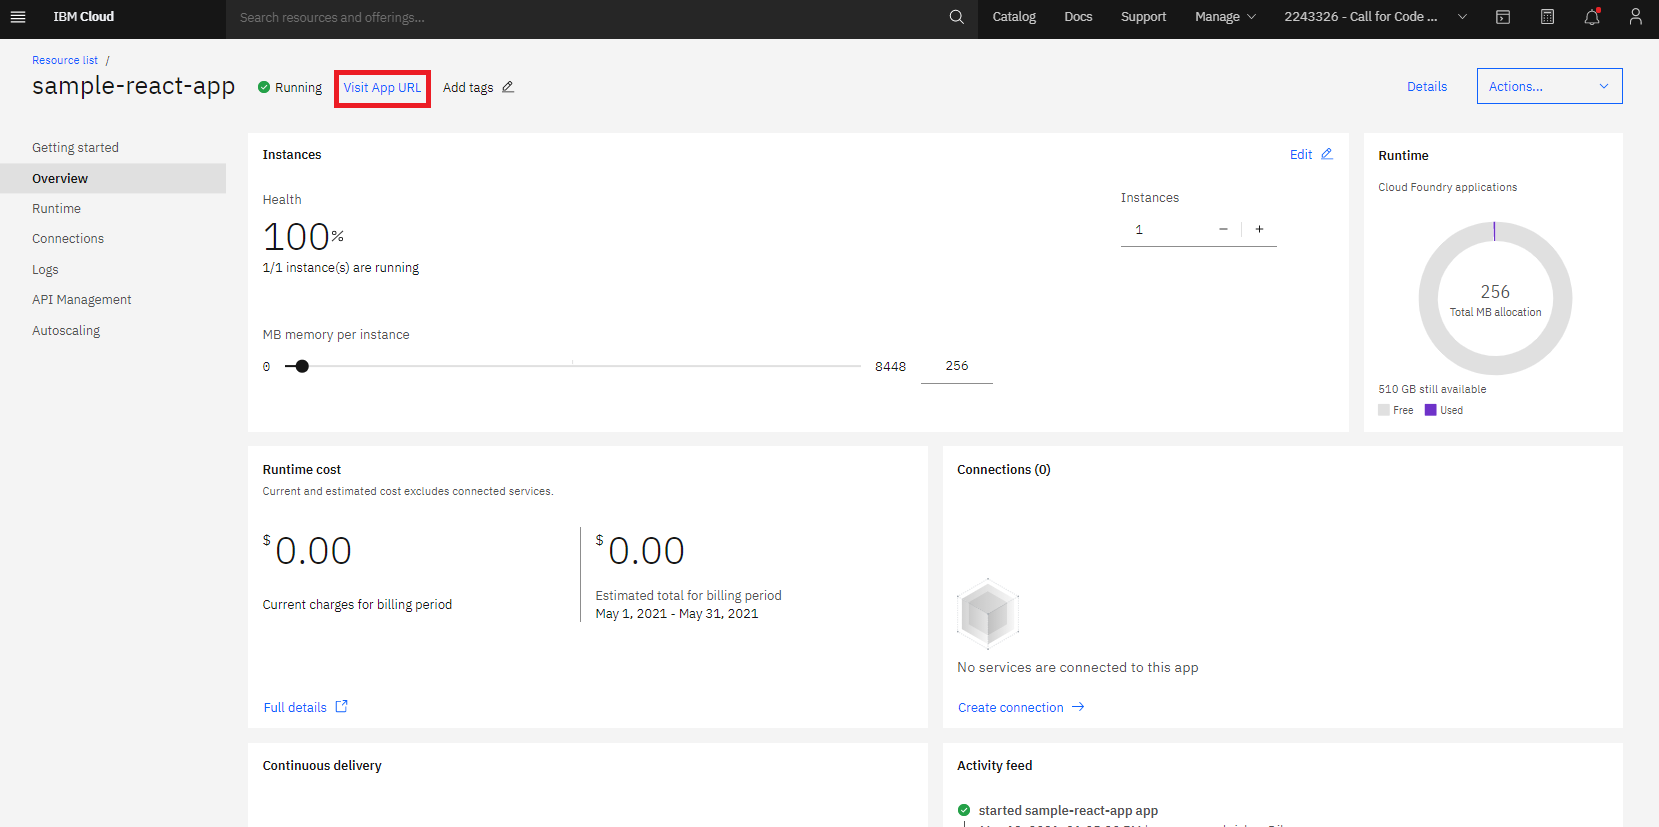 IBM Cloud
Search resources and offerings...
Catalog
Docs
Support
Manage
2243326 - Call for Code ...
Resource list /
sample-react-app
Running
Visit App URL
Add tags
Details
Actions...
Getting started
Overview
Runtime
Connections
Logs
API Management
Autoscaling
Instances
Edit
Health
100%
1/1 instance(s) are running
Instances
1
MB memory per instance
0
8448
256
Runtime
Cloud Foundry applications
256
Total MB allocation
510 GB still available
Free
Used
Runtime cost
Current and estimated cost excludes connected services.
$0.00
Current charges for billing period
$0.00
Estimated total for billing period
May 1, 2021 - May 31, 2021
Full details
Connections (0)
No services are connected to this app
Create connection
Continuous delivery
Activity feed
started sample-react-app app